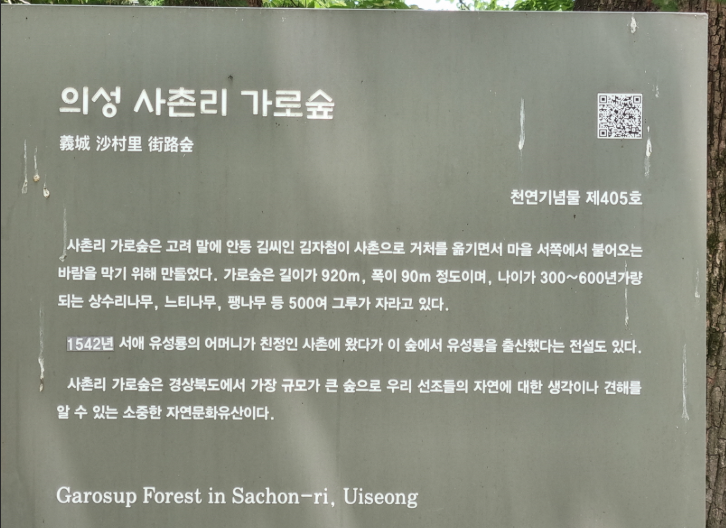 의성 사촌리 가로숲
義城 沙村里 街路숲
천연기념물 제405호
사촌리 가로숲은 고려 말에 안동 김씨인 김자첨이 사촌으로 거처를 옮기면서 마을 서쪽에서 불어오는
바람을 막기 위해 만들었다. 가로숲은 길이가 920m, 폭이 90m 정도이며, 나이가 300~600년가량
되는 상수리나무, 느티나무, 팽나무 등 500여 그루가 자라고 있다.
1542년 서애 유성룡의 어머니가 친정인 사촌에 왔다가 이 숲에서 유성룡을 출산했다는 전설도 있다.
사촌리 가로숲은 경상북도에서 가장 규모가 큰 숲으로 우리 선조들의 자연에 대한 생각이나 견해를
알 수 있는 소중한 자연문화유산이다.
Garosup Forest in Sachon-ri, Uiseong